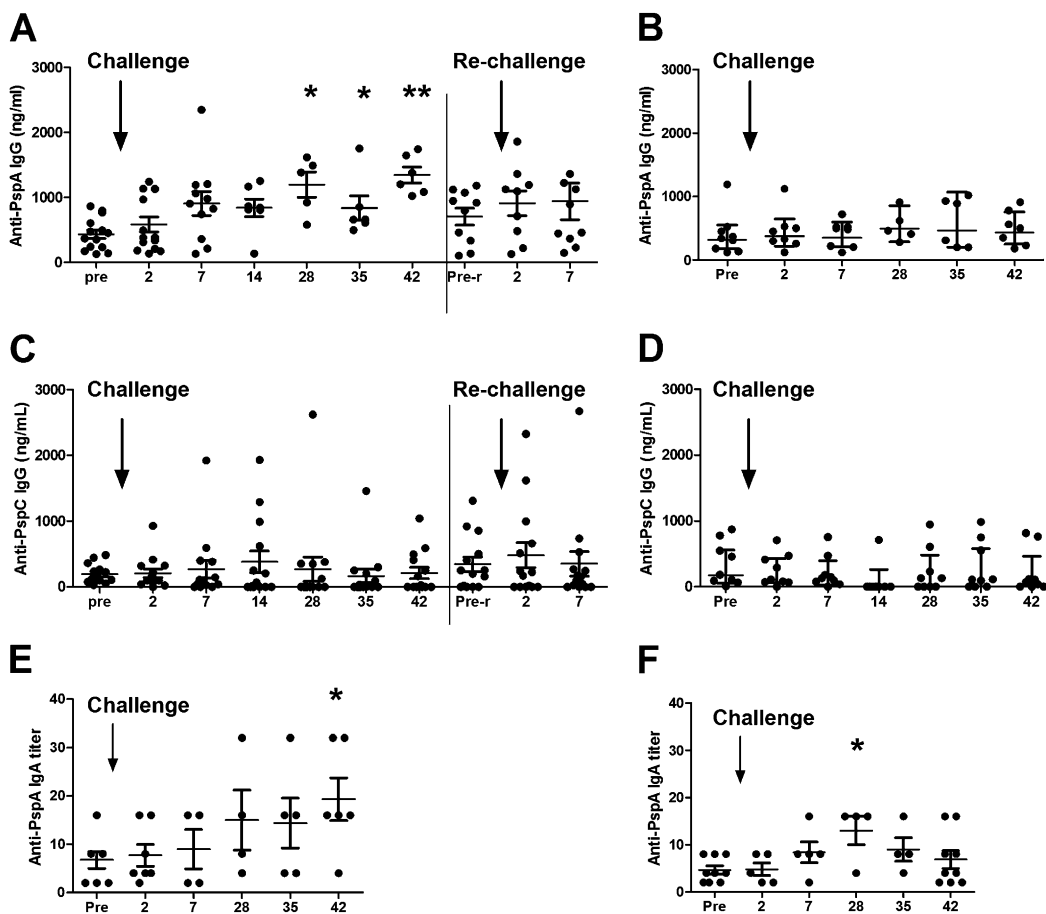 A
Challenge
Re-challenge
Anti-PspA IgG (ng/ml)
3000
2000
1000
0
* * **
pre 2 7 14 28 35 42 Pre-r 2 7
B
Challenge
Anti-PspA IgG (ng/ml)
3000
2000
1000
0
Pre 2 7 28 35 42
C
Challenge
Re-challenge
Anti-PspC IgG (ng/mL)
3000
2000
1000
0
pre 2 7 14 28 35 42 Pre-r 2 7
D
Challenge
Anti-PspC IgG (ng/mL)
3000
2000
1000
0
Pre 2 7 14 28 35 42
E
Challenge
Anti-PspA IgA titer
40
30
20
10
0
*
Pre 2 7 28 35 42
F
Challenge
Anti-PspA IgA titer
40
30
20
10
0
*
Pre 2 7 28 35 42